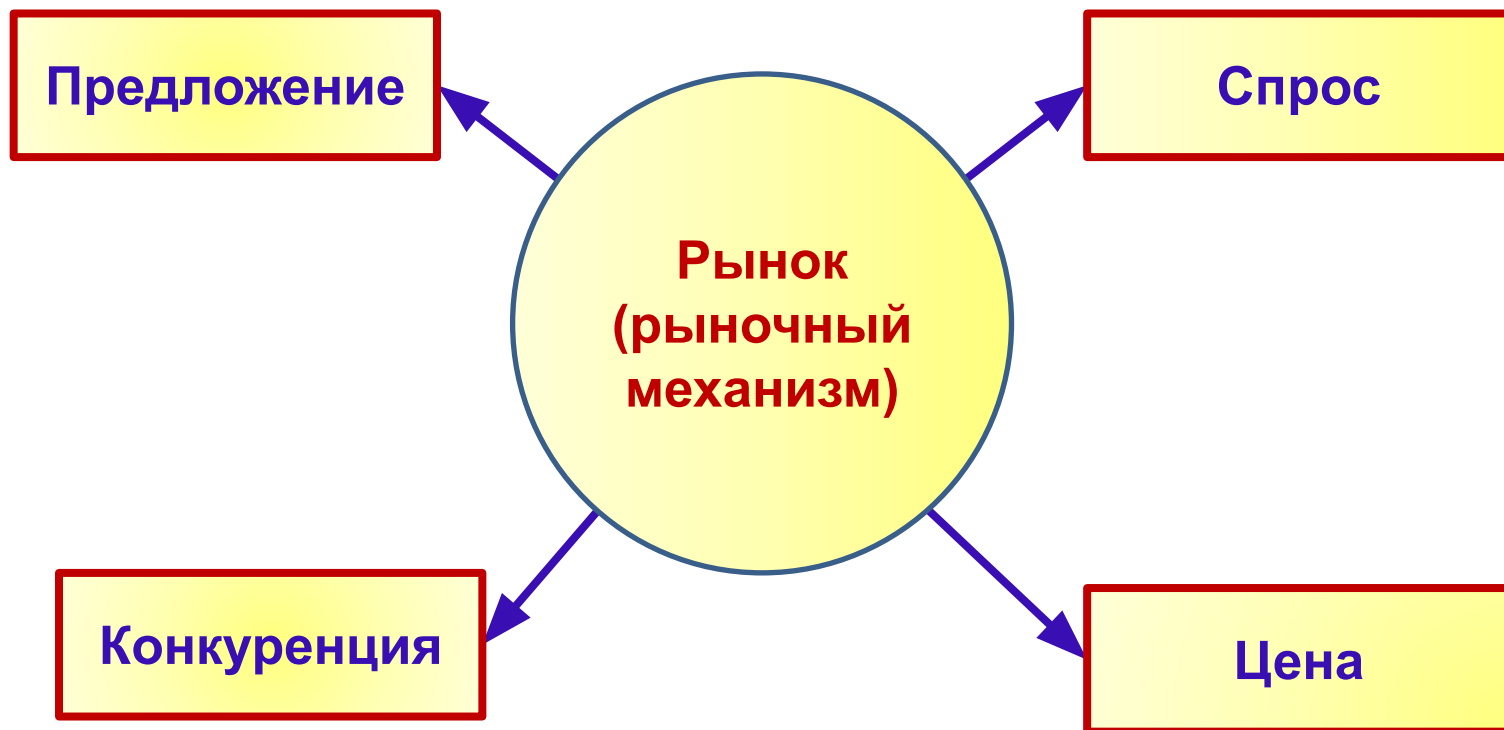 Предложение
Спрос
Рынок
(рыночный
механизм)
Конкуренция
Цена